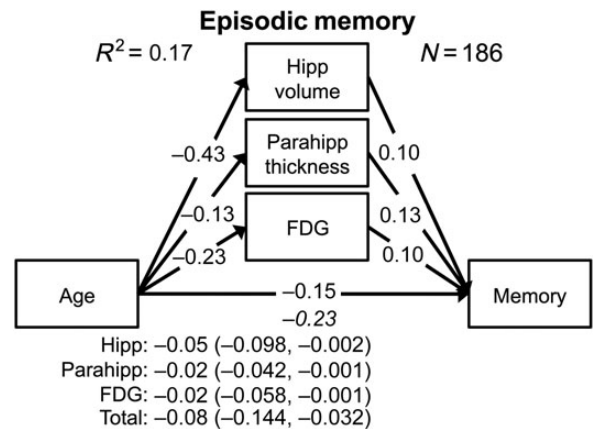 Episodic memory
R² = 0.17
N = 186
Hipp
volume
Parahipp
thickness
FDG
–0.43
–0.13
–0.23
0.10
0.13
0.10
Age
–0.15
–0.23
Memory
Hipp: –0.05 (–0.098, –0.002)
Parahipp: –0.02 (–0.042, –0.001)
FDG: –0.02 (–0.058, –0.001)
Total: –0.08 (–0.144, –0.032)